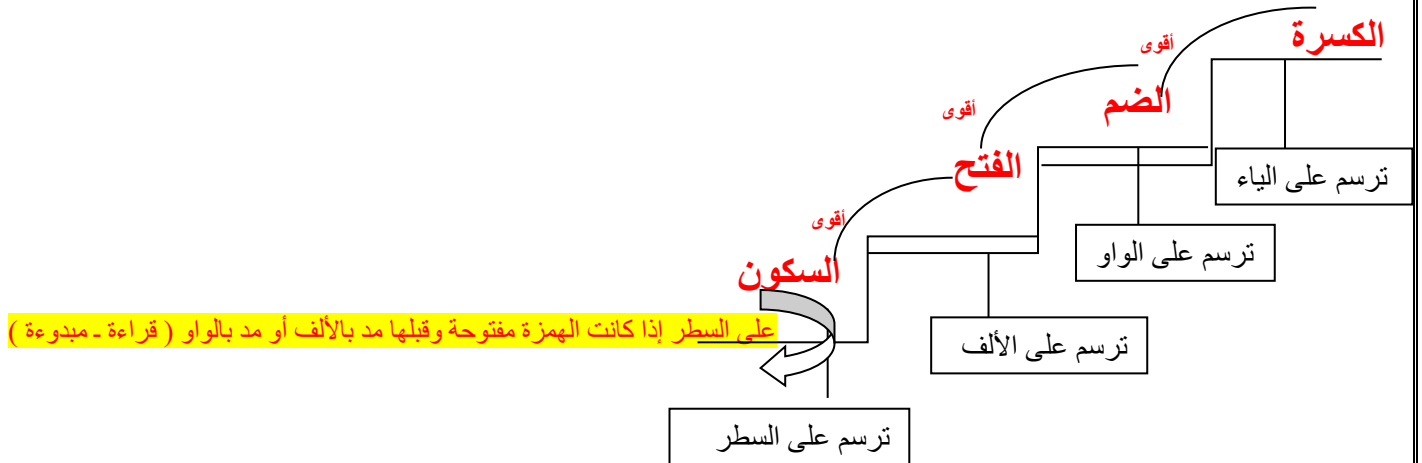 الكسرة
أقوى
الضم
أقوى
ترسم على الياء
الفتح
أقوى
ترسم على الواو
السكون
على السطر إذا كانت الهمزة مفتوحة وقبلها مد بالألف أو مد بالواو ( قراءة ـ مبدوءة )
ترسم على الألف
ترسم على السطر